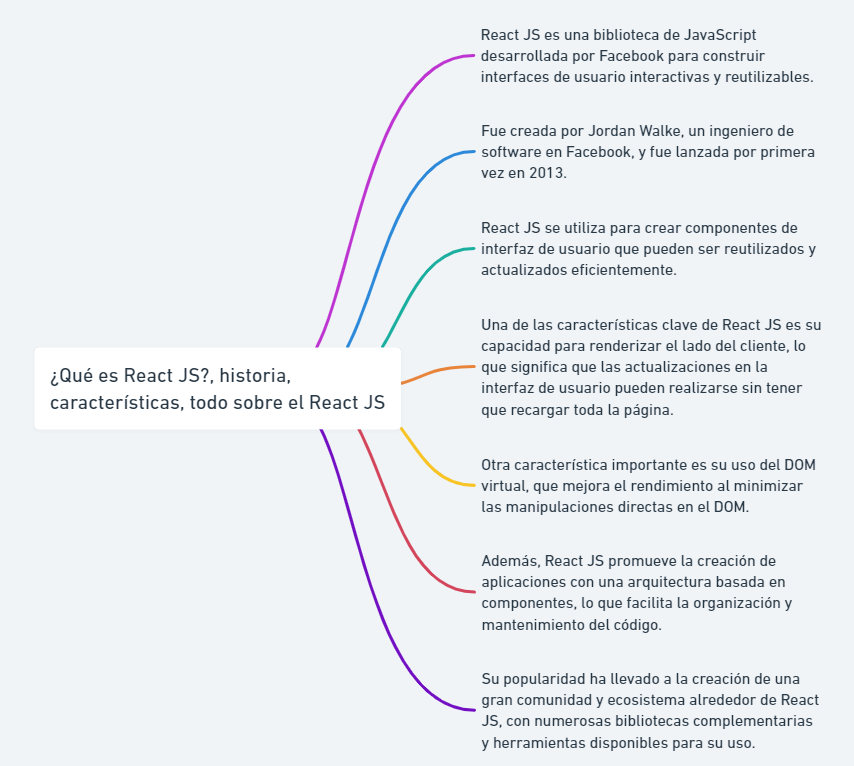 React JS es una biblioteca de JavaScript
desarrollada por Facebook para construir
interfaces de usuario interactivas y reutilizables.
Fue creada por Jordan Walke, un ingeniero de
software en Facebook, y fue lanzada por primera
vez en 2013.
React JS se utiliza para crear componentes de
interfaz de usuario que pueden ser reutilizados y
actualizados eficientemente.
Una de las características clave de React JS es su
capacidad para renderizar el lado del cliente, lo
que significa que las actualizaciones en la
interfaz de usuario pueden realizarse sin tener
que recargar toda la página.
¿Qué es React JS?, historia,
características, todo sobre el React JS
Otra característica importante es su uso del DOM
virtual, que mejora el rendimiento al minimizar
las manipulaciones directas en el DOM.
Además, React JS promueve la creación de
aplicaciones con una arquitectura basada en
componentes, lo que facilita la organización y
mantenimiento del código.
Su popularidad ha llevado a la creación de una
gran comunidad y ecosistema alrededor de React
JS, con numerosas bibliotecas complementarias
y herramientas disponibles para su uso.